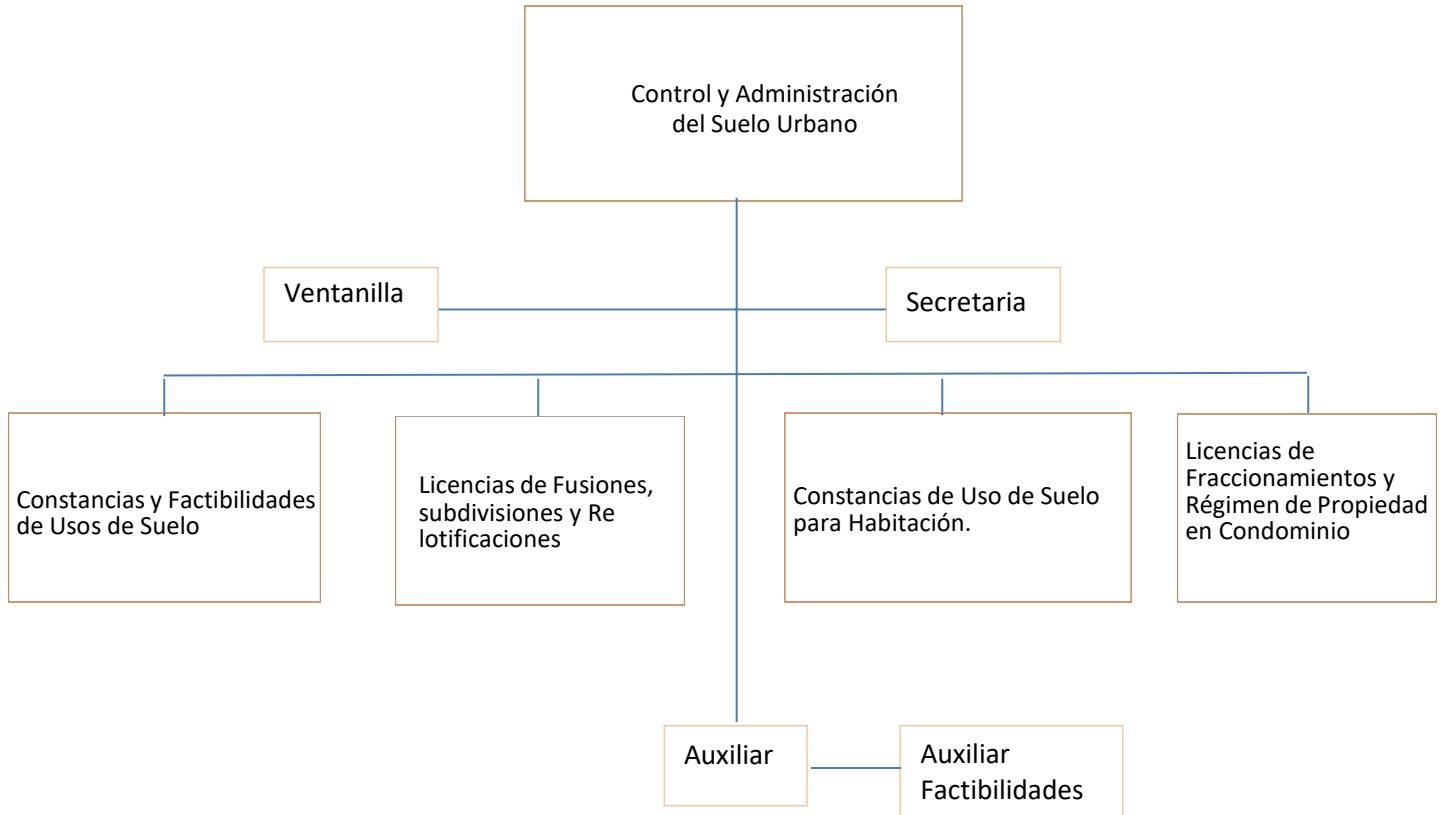 Control y Administración
del Suelo Urbano
Ventanilla
Secretaria
Constancias y Factibilidades
de Usos de Suelo
Licencias de Fusiones,
subdivisiones y Re
lotificaciones
Constancias de Uso de Suelo
para Habitación.
Licencias de
Fraccionamientos y
Régimen de Propiedad
en Condominio
Auxiliar
Auxiliar
Factibilidades